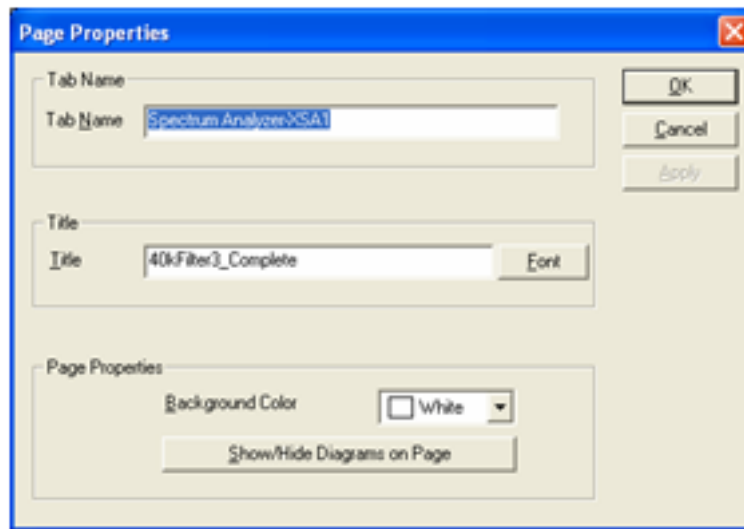 Page Properties
Tab Name
Tab Name Spectrum Analyzer-XSA1
OK
Cancel
Apply
Title
Title 40kFilter3_Complete Font
Page Properties
Background Color White
Show/Hide Diagrams on Page